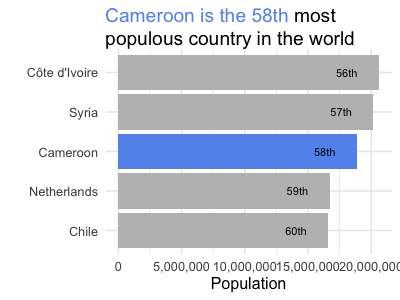 Cameroon is the 58th most
populous country in the world
Côte d'Ivoire
56th
Syria
57th
Cameroon
58th
Netherlands
59th
Chile
60th
0 5,000,000 10,000,000 15,000,000 20,000,000
Population